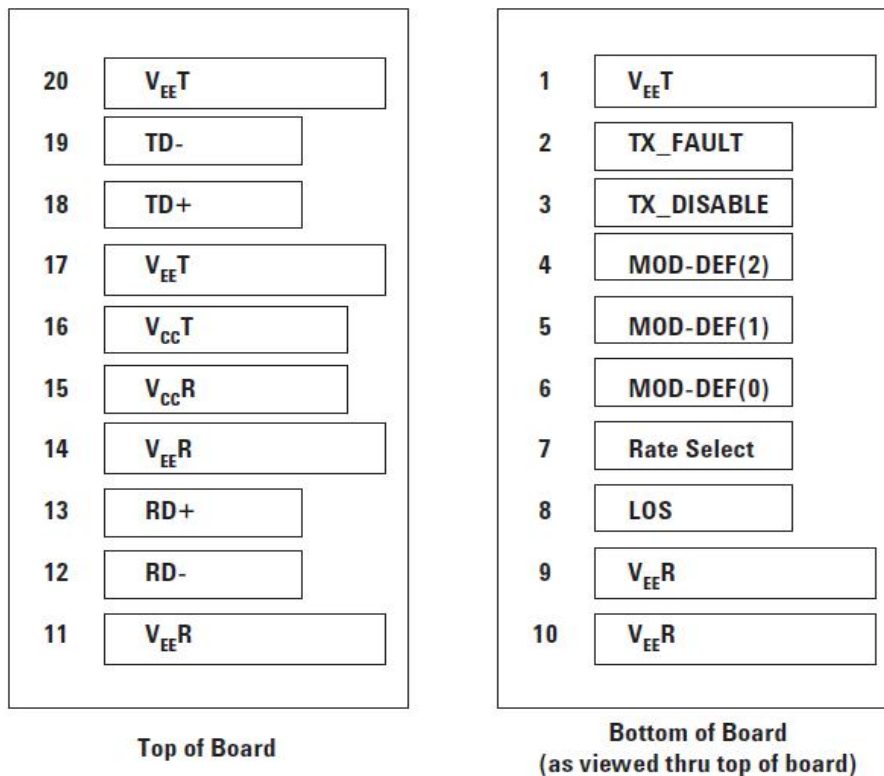 20 VEET
19 TD-
18 TD+
17 VEET
16 VCCT
15 VCCR
14 VEER
13 RD+
12 RD-
11 VEER
Top of Board
1 VEET
2 TX_FAULT
3 TX_DISABLE
4 MOD-DEF(2)
5 MOD-DEF(1)
6 MOD-DEF(0)
7 Rate Select
8 LOS
9 VEER
10 VEER
Bottom of Board
(as viewed thru top of board)